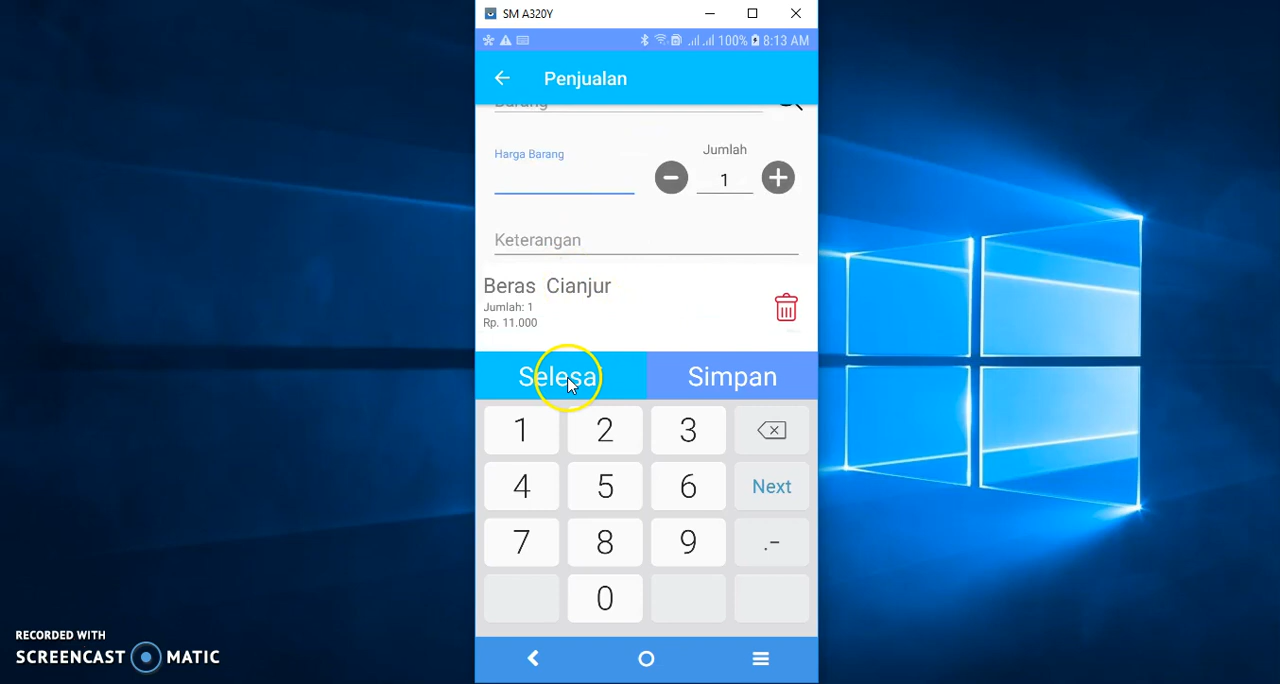 SM A320Y
100% 8:13 AM
Penjualan
Barang
Harga Barang
Jumlah
1
Keterangan
Beras Cianjur
Jumlah: 1
Rp. 11.000
Selesai
Simpan
1 2 3
4 5 6 Next
7 8 9 .-
0
RECORDED WITH
SCREENCAST MATIC